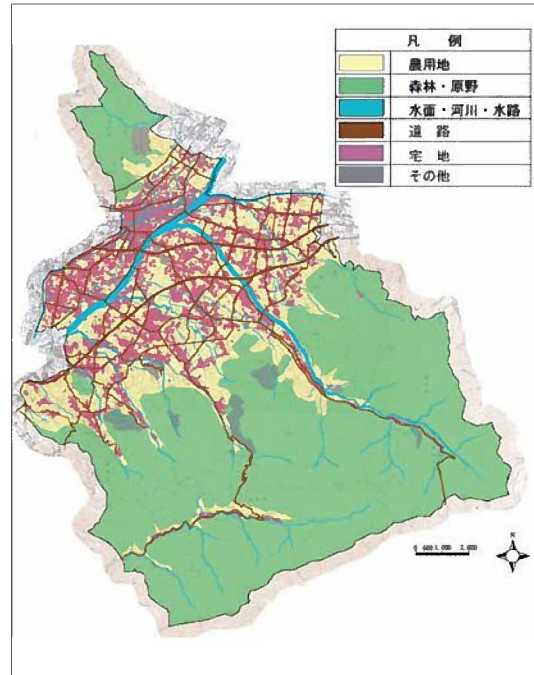 凡 例
農用地
森林・原野
水面・河川・水路
道 路
宅 地
その他
N